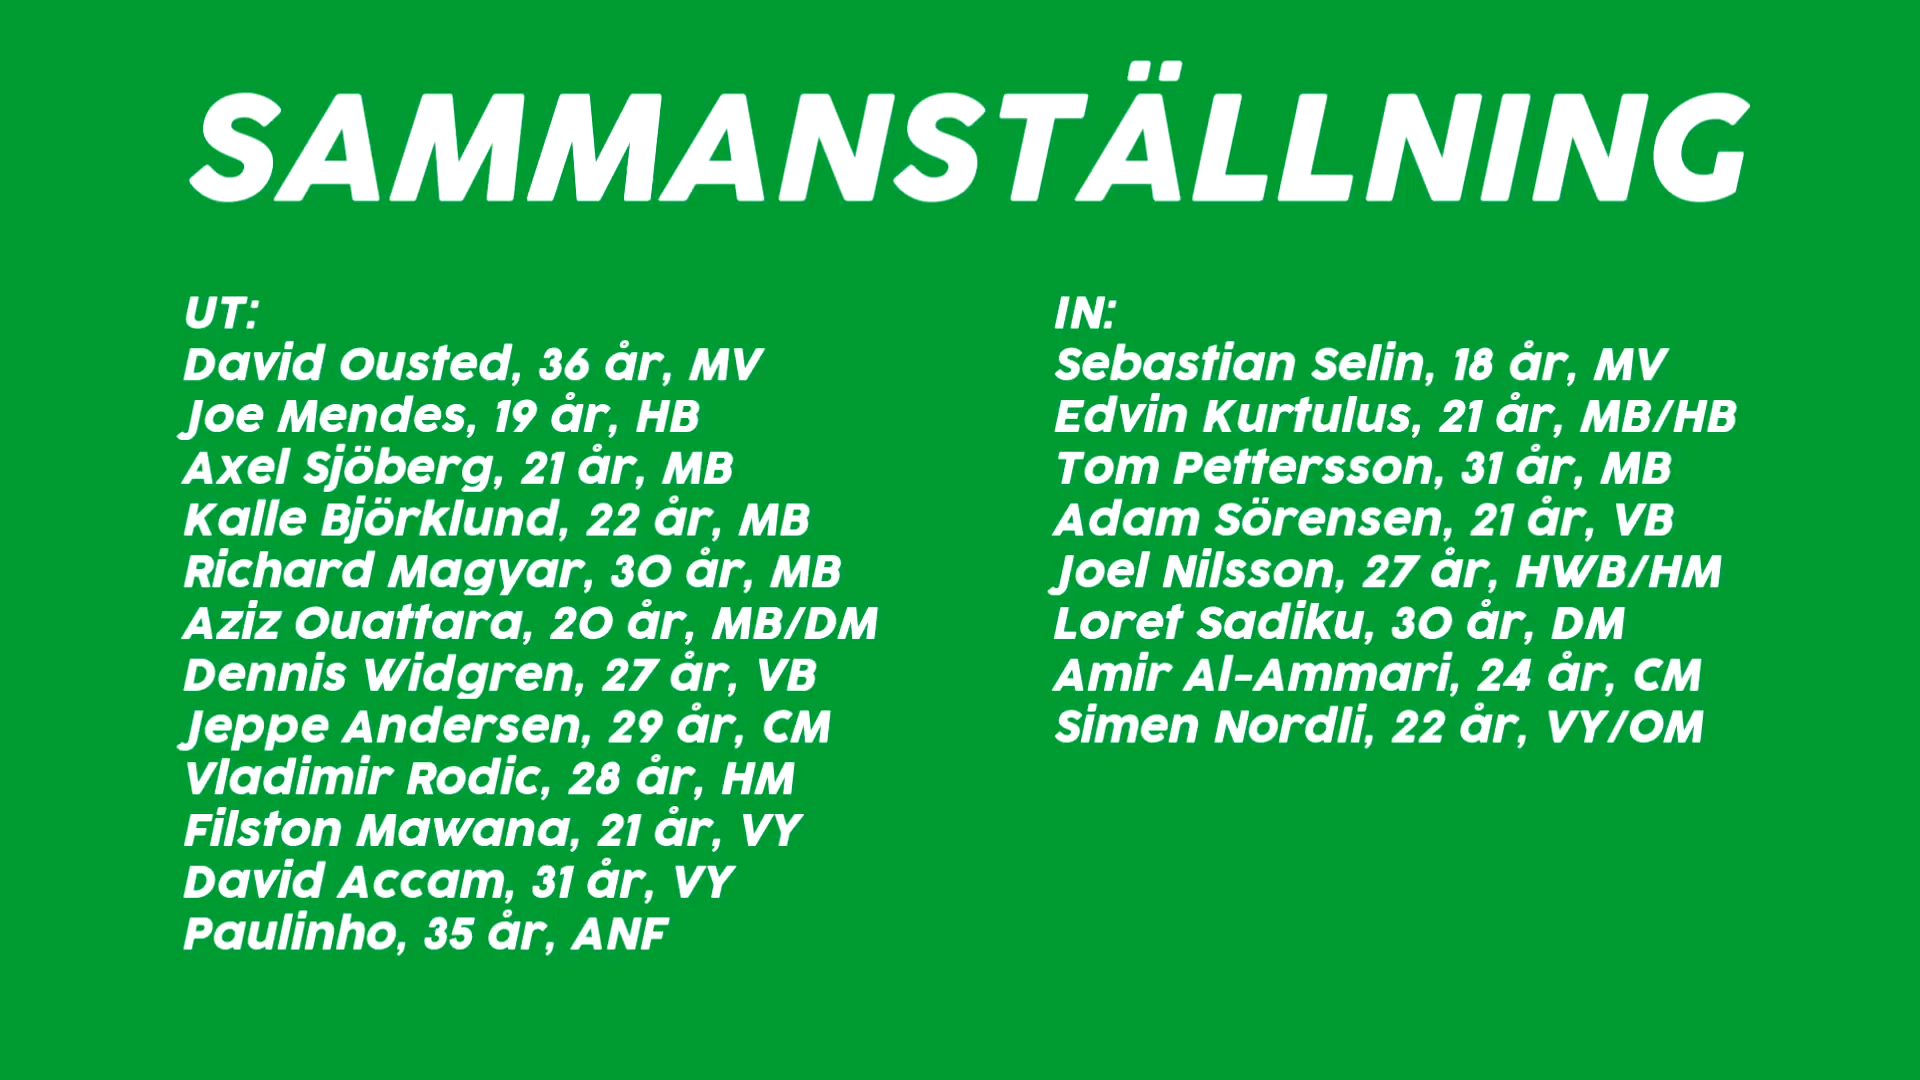 SAMMANSTÄLLNING
UT:
David Ousted, 36 år, MV
Joe Mendes, 19 år, HB
Axel Sjöberg, 21 år, MB
Kalle Björklund, 22 år, MB
Richard Magyar, 30 år, MB
Aziz Ouattara, 20 år, MB/DM
Dennis Widgren, 27 år, VB
Jeppe Andersen, 29 år, CM
Vladimir Rodic, 28 år, HM
Filston Mawana, 21 år, VY
David Accam, 31 år, VY
Paulinho, 35 år, ANF
IN:
Sebastian Selin, 18 år, MV
Edvin Kurtulus, 21 år, MB/HB
Tom Pettersson, 31 år, MB
Adam Sörensen, 21 år, VB
Joel Nilsson, 27 år, HWB/HM
Loret Sadiku, 30 år, DM
Amir Al-Ammari, 24 år, CM
Simen Nordli, 22 år, VY/OM